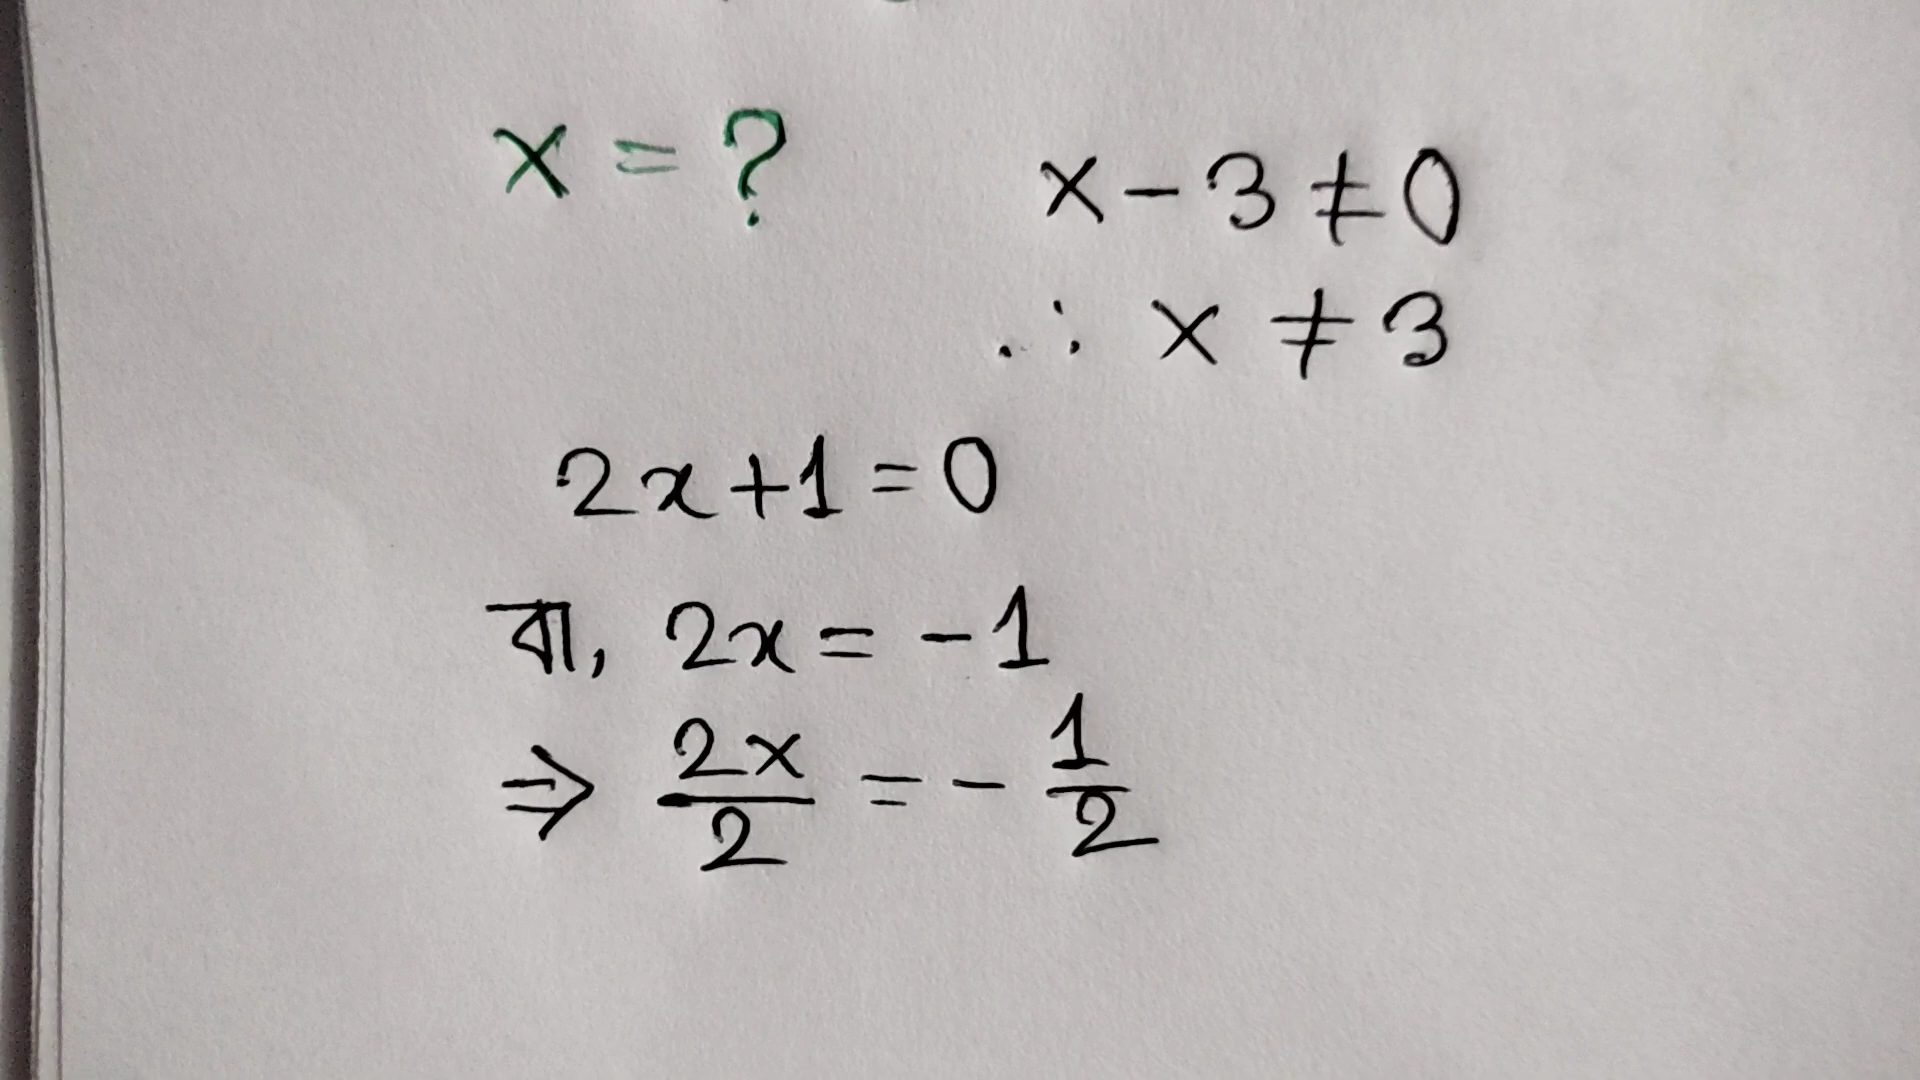 x = ?
x - 3 ≠ 0
∴ x ≠ 3
2x + 1 = 0
বা, 2x = - 1
⇒ 2x/2 = - 1/2